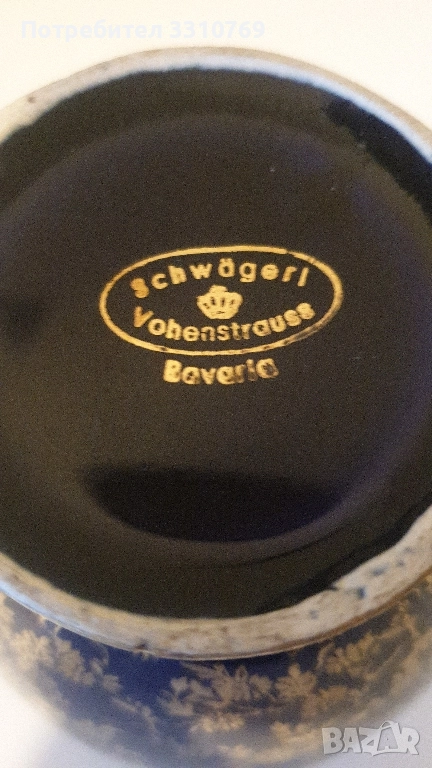 Потребител 3310769
Schwägerl
Vohenstrauss
Bavaria
BAZAR